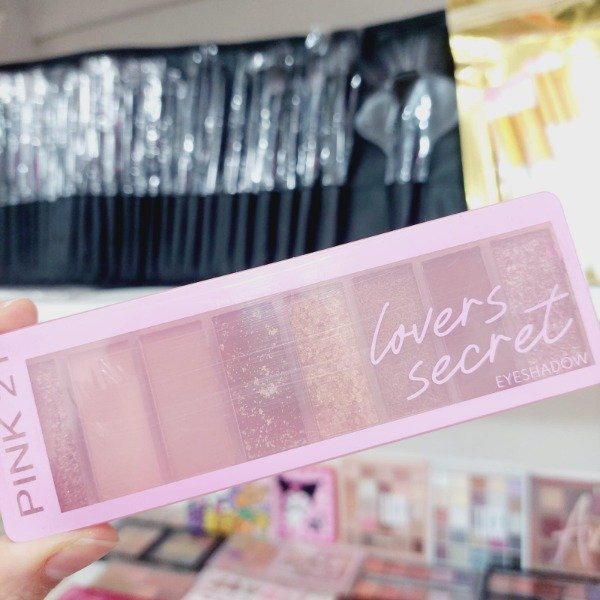 PINK 21
lovers
secret
EYESHADOW